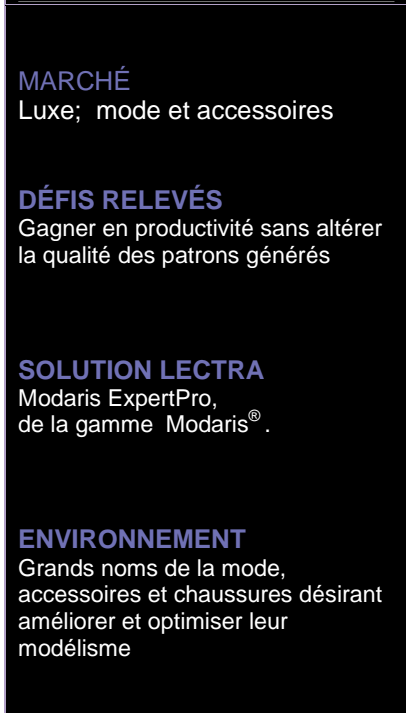 MARCHÉ
Luxe; mode et accessoires
DÉFIS RELEVÉS
Gagner en productivité sans altérer
la qualité des patrons générés
SOLUTION LECTRA
Modaris ExpertPro,
de la gamme Modaris®.
ENVIRONNEMENT
Grands noms de la mode,
accessoires et chaussures désirant
améliorer et optimiser leur
modélisme